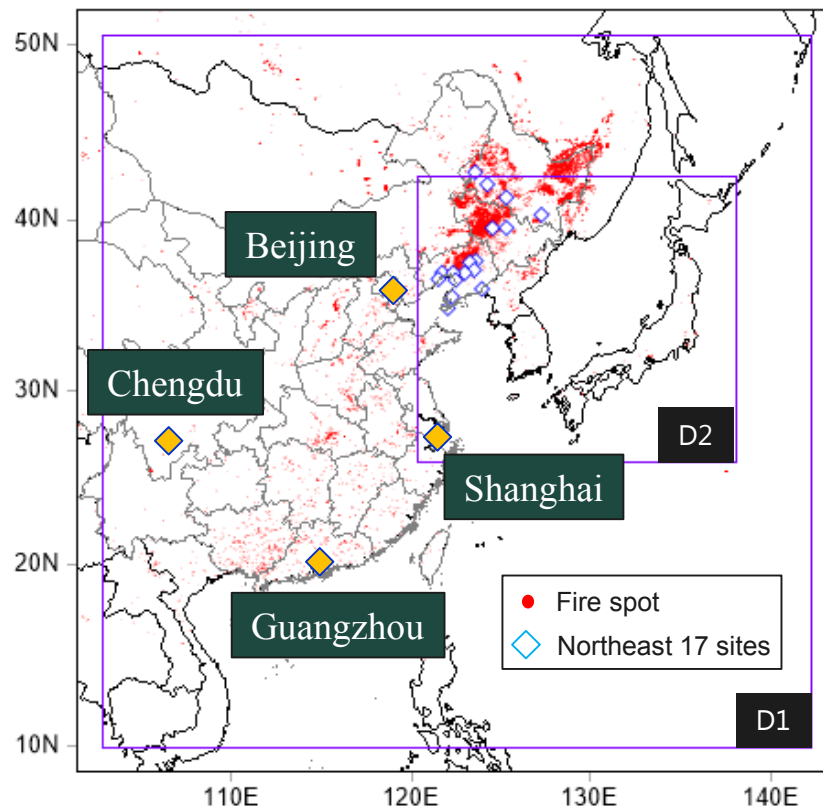 50N
40N
Beijing
Chengdu
30N
D2
Shanghai
20N
Fire spot
Guangzhou
Northeast 17 sites
D1
10N
110E
120E
130E
140E